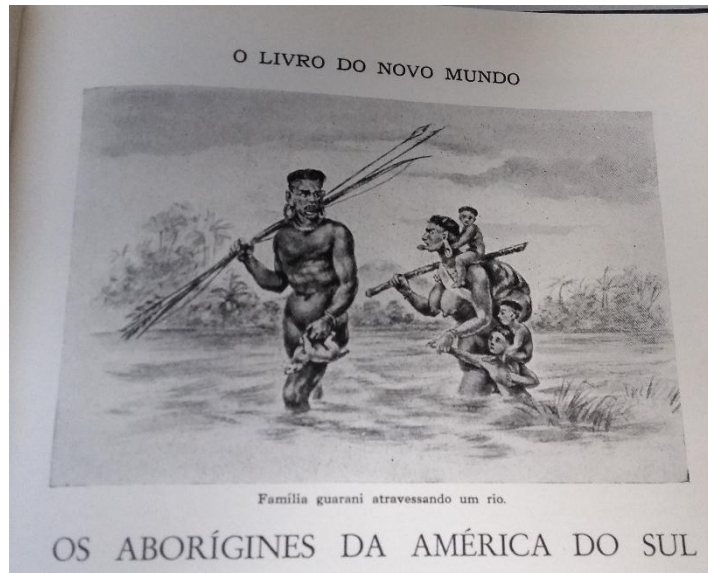 O LIVRO DO NOVO MUNDO
Família guarani atravessando um rio.
OS ABORÍGINES DA AMÉRICA DO SUL